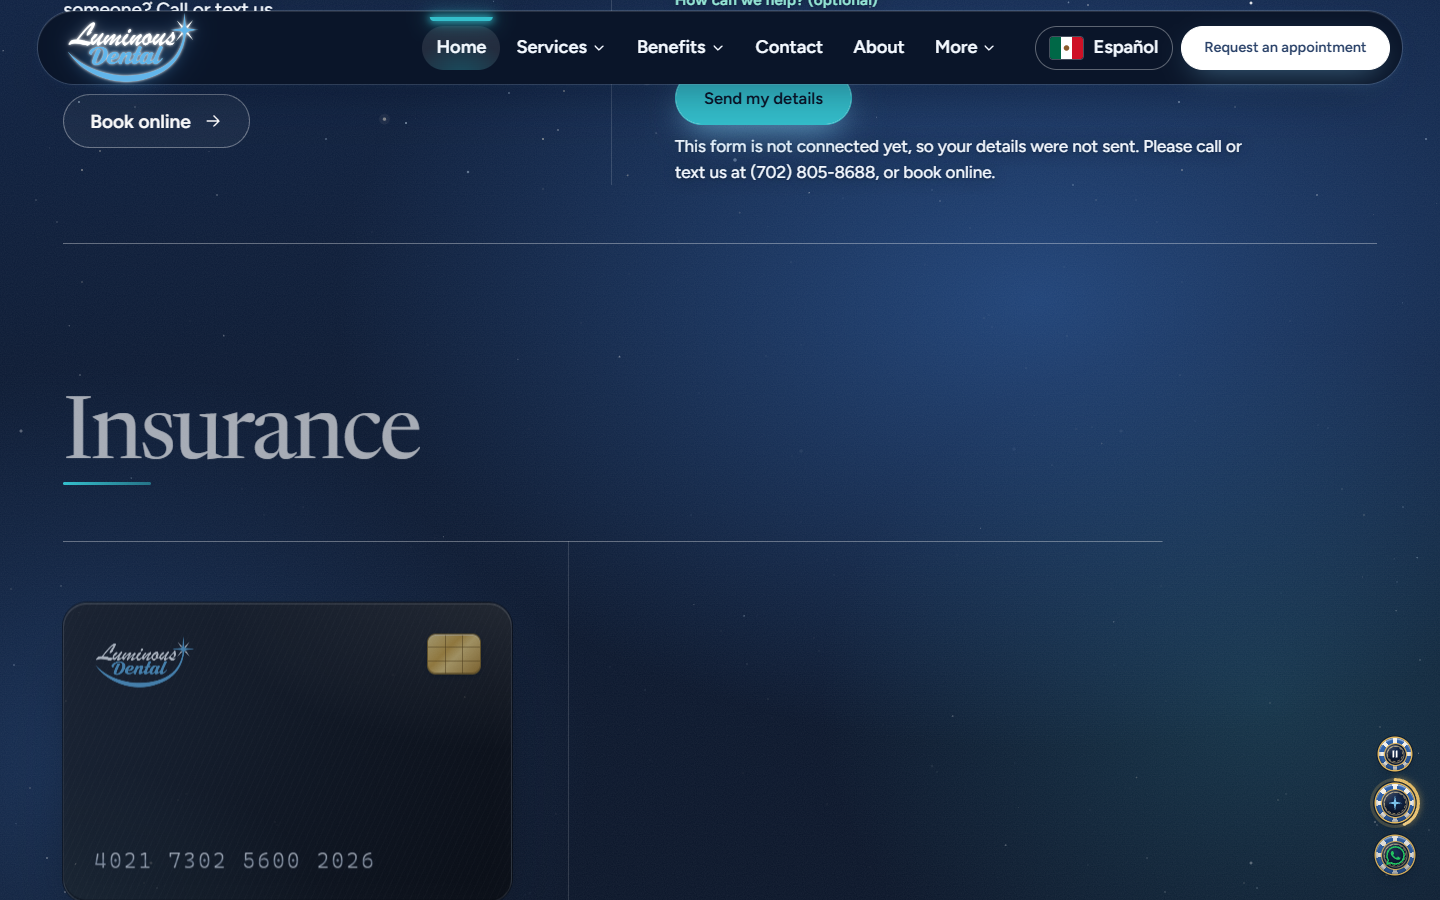 someone? Call or text us
How can we help? (optional)
Luminous
Dental
Home
Services
Benefits
Contact
About
More
Español
Request an appointment
Book online
Send my details
This form is not connected yet, so your details were not sent. Please call or
text us at (702) 805-8688, or book online.
Insurance
Luminous
Dental
4021 7302 5600 2026